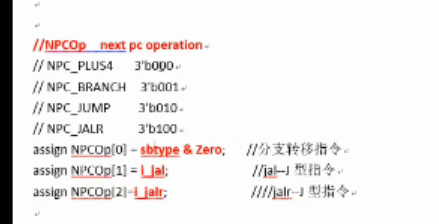 //NPCOp next pc operation
// NPC_PLUS4 3'b000
// NPC_BRANCH 3'b001
// NPC_JUMP 3'b010
// NPC_JALR 3'b100
assign NPCOp[0] = sbtype & Zero; //分支转移指令
assign NPCOp[1] = i_jal; //jal--J 型指令
assign NPCOp[2]=i_jalr; ////jalr--J 型指令